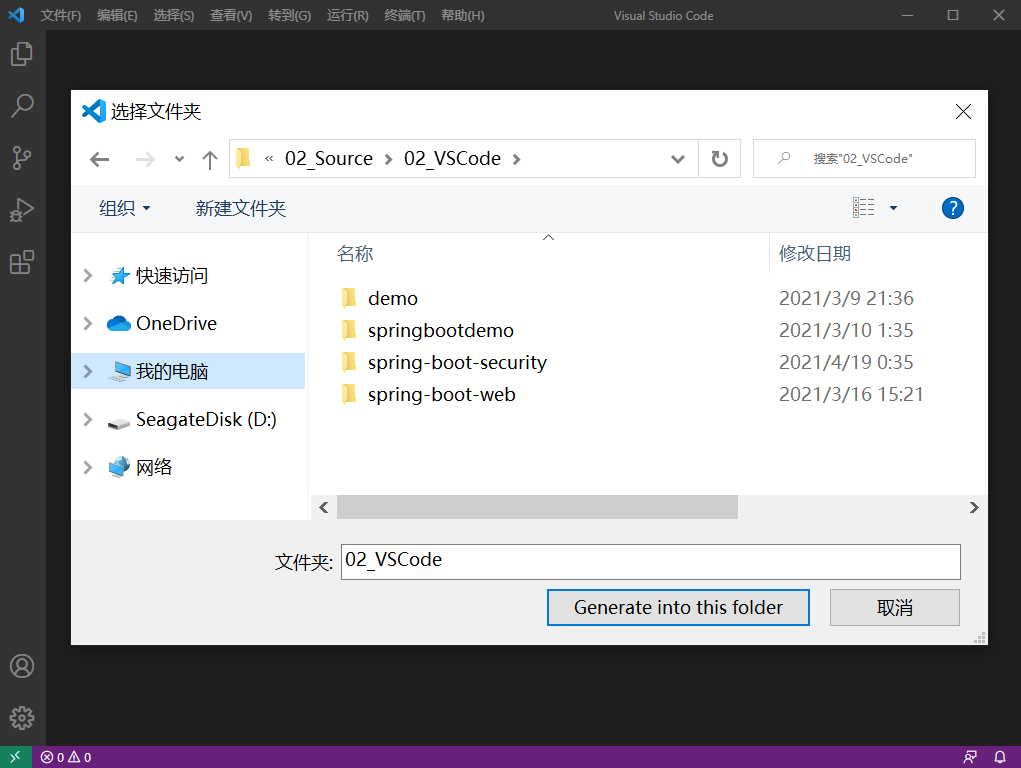 文件(F) 编辑(E) 选择(S) 查看(V) 转到(G) 运行(R) 终端(T) 帮助(H) Visual Studio Code
选择文件夹
« 02_Source 02_VSCode 搜索"02_VSCode"
组织 新建文件夹
名称 修改日期
快速访问
OneDrive
我的电脑
SeagateDisk (D:)
网络
demo 2021/3/9 21:36
springbootdemo 2021/3/10 1:35
spring-boot-security 2021/4/19 0:35
spring-boot-web 2021/3/16 15:21
文件夹: 02_VSCode
Generate into this folder 取消
0 0